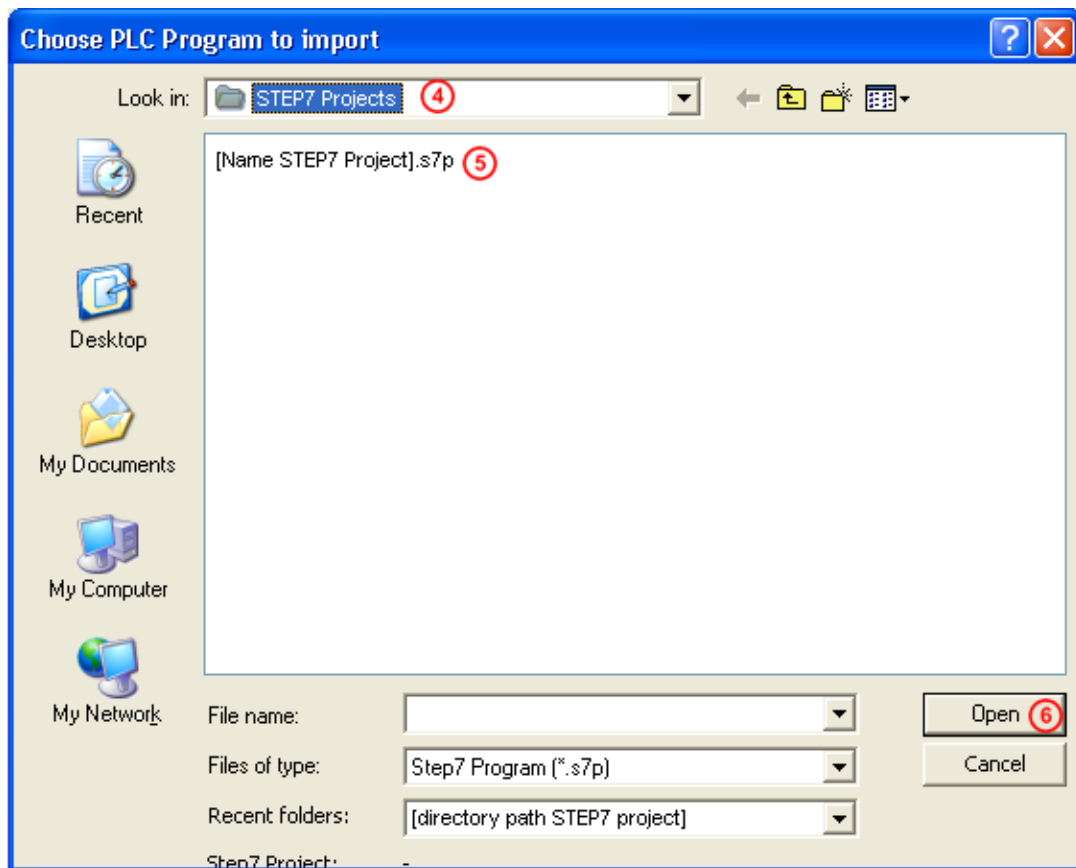 Choose PLC Program to import
Look in: STEP7 Projects 4
[Name STEP7 Project].s7p 5
Recent
Desktop
My Documents
My Computer
My Network
File name:
Open 6
Files of type: Step7 Program (*.s7p)
Cancel
Recent folders: [directory path STEP7 project]
Step7 Project: -